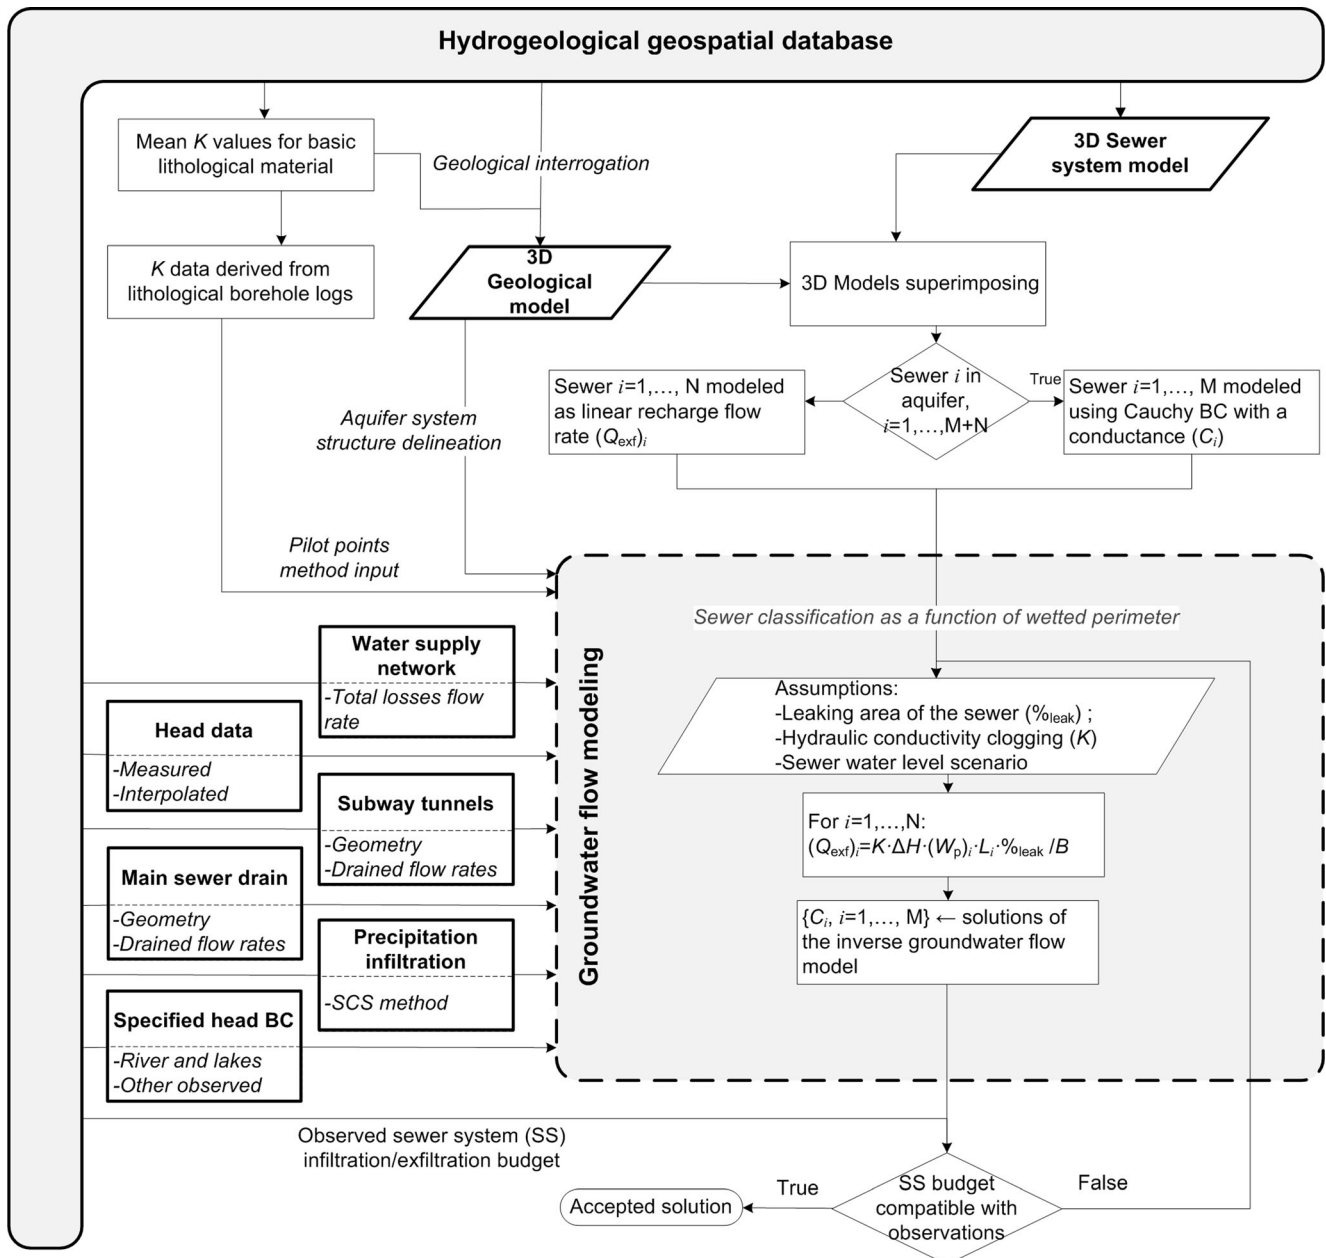 Hydrogeological geospatial database
Mean K values for basic
lithological material
Geological interrogation
3D Sewer
system model
K data derived from
lithological borehole logs
3D
Geological
model
3D Models superimposing
Sewer i=1,..., N modeled
as linear recharge flow
rate (Qexf)i
Sewer i in
aquifer,
i=1,...,M+N
True
Sewer i=1,..., M modeled
using Cauchy BC with a
conductance (Ci)
Aquifer system
structure delineation
Pilot points
method input
Groundwater flow modeling
Sewer classification as a function of wetted perimeter
Water supply
network
-Total losses flow
rate
Head data
-Measured
-Interpolated
Subway tunnels
-Geometry
-Drained flow rates
Main sewer drain
-Geometry
-Drained flow rates
Precipitation
infiltration
-SCS method
Specified head BC
-River and lakes
-Other observed
Assumptions:
-Leaking area of the sewer (%leak) ;
-Hydraulic conductivity clogging (K)
-Sewer water level scenario
For i=1,...,N:
(Qexf)i=K·ΔH·(Wp)i·Li·%leak /B
{Ci, i=1,..., M} ← solutions of
the inverse groundwater flow
model
Observed sewer system (SS)
infiltration/exfiltration budget
SS budget
compatible with
observations
True
False
Accepted solution